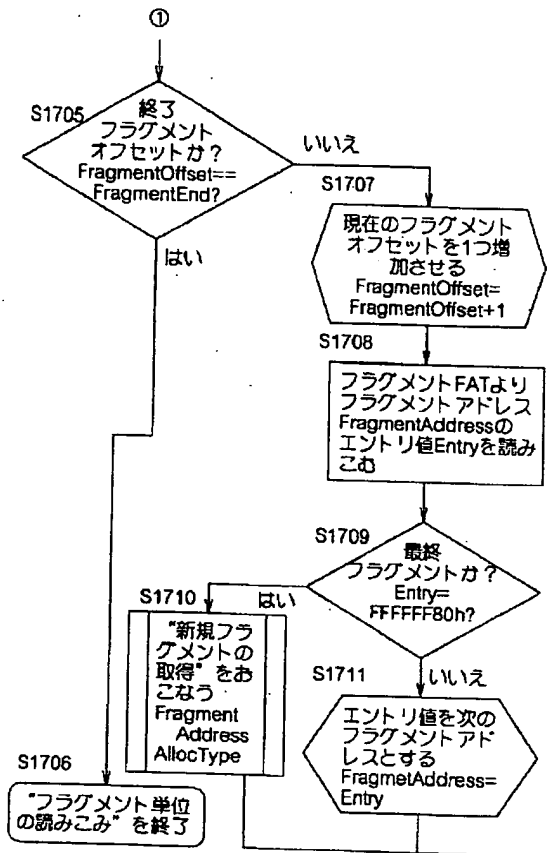 ①
S1705
終了
フラグメント
オフセットか？
FragmentOffset==
FragmentEnd?
いいえ
はい
S1707
現在のフラグメント
オフセットを1つ増
加させる
FragmentOffset=
FragmentOffset+1
S1708
フラグメントFATより
フラグメントアドレス
FragmentAddressの
エントリ値Entryを読み
こむ
S1709
最終
フラグメントか？
Entry=
FFFFFF80h?
はい
S1710
“新規フラ
グメントの
取得”をお
こなう
Fragment
Address
AllocType
いいえ
S1711
エントリ値を次の
フラグメントアド
レスとする
FragmetAddress=
Entry
S1706
“フラグメント単位
の読みこみ”を終了